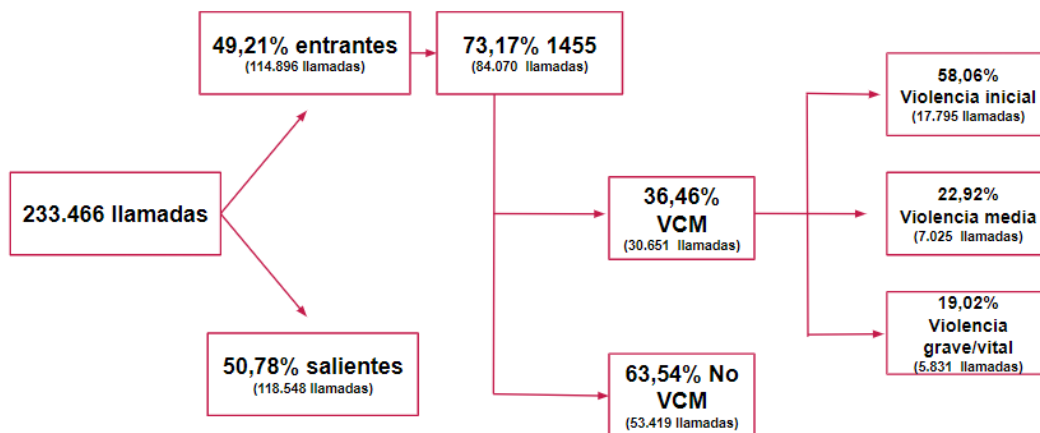 49,21% entrantes
(114.896 llamadas)
73,17% 1455
(84.070 llamadas)
58,06%
Violencia inicial
(17.795 llamadas)
233.466 llamadas
36,46%
VCM
(30.651 llamadas)
22,92%
Violencia media
(7.025 llamadas)
50,78% salientes
(118.548 llamadas)
63,54% No
VCM
(53.419 llamadas)
19,02%
Violencia
grave/vital
(5.831 llamadas)